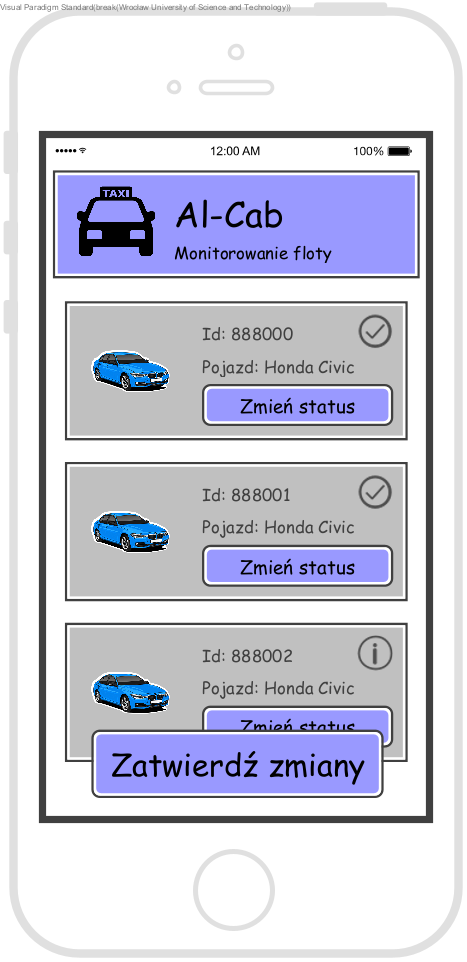 Visual Paradigm Standard(break(Wroclaw University of Science and Technology))
12:00 AM
100%
TAXI
Al-Cab
Monitorowanie floty
Id: 888000
Pojazd: Honda Civic
Zmień status
Id: 888001
Pojazd: Honda Civic
Zmień status
Id: 888002
Pojazd: Honda Civic
Zmień status
Zatwierdź zmiany